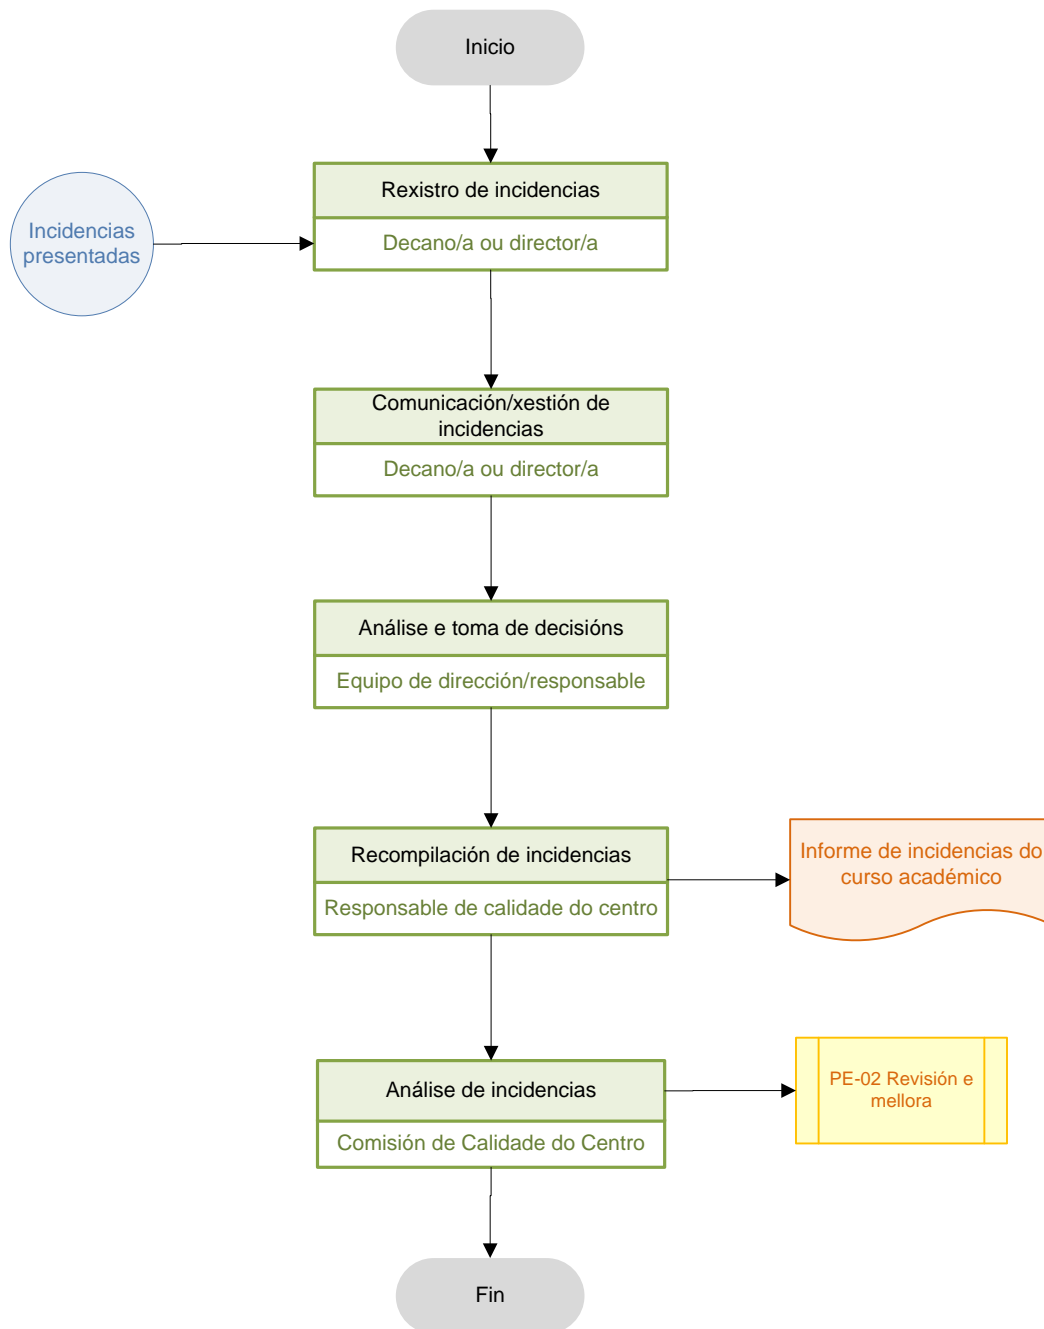 Inicio
Rexistro de incidencias
Decano/a ou director/a
Incidencias
presentadas
Comunicación/xestión de
incidencias
Decano/a ou director/a
Análise e toma de decisións
Equipo de dirección/responsable
Recompilación de incidencias
Responsable de calidade do centro
Informe de incidencias do
curso académico
Análise de incidencias
Comisión de Calidade do Centro
PE-02 Revisión e
mellora
Fin